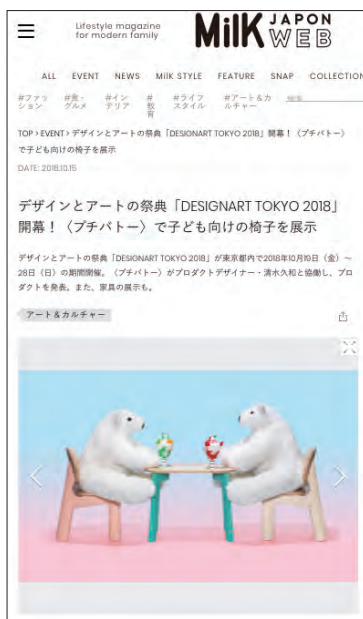 Lifestyle magazine
for modern family
MilK JAPON
WEB
ALL EVENT NEWS MilK STYLE FEATURE SNAP COLLECTION
#ファッ
ション
#食・
グルメ
#イン
テリア
#
教
育
#ライフ
スタイル
#アート&カ
ルチャー
TOP › EVENT › デザインとアートの祭典「DESIGNART TOKYO 2018」開幕!〈プチバトー〉
で子ども向けの椅子を展示
DATE: 2018.10.15
デザインとアートの祭典「DESIGNART TOKYO 2018」
開幕!〈プチバトー〉で子ども向けの椅子を展示
デザインとアートの祭典「DESIGNART TOKYO 2018」が東京都内で2018年10月19日(金)〜
28日(日)の期間開催。〈プチバトー〉がプロダクトデザイナー・清水久和と協働し、プロ
ダクトを発表。また、家具の展示も。
アート&カルチャー